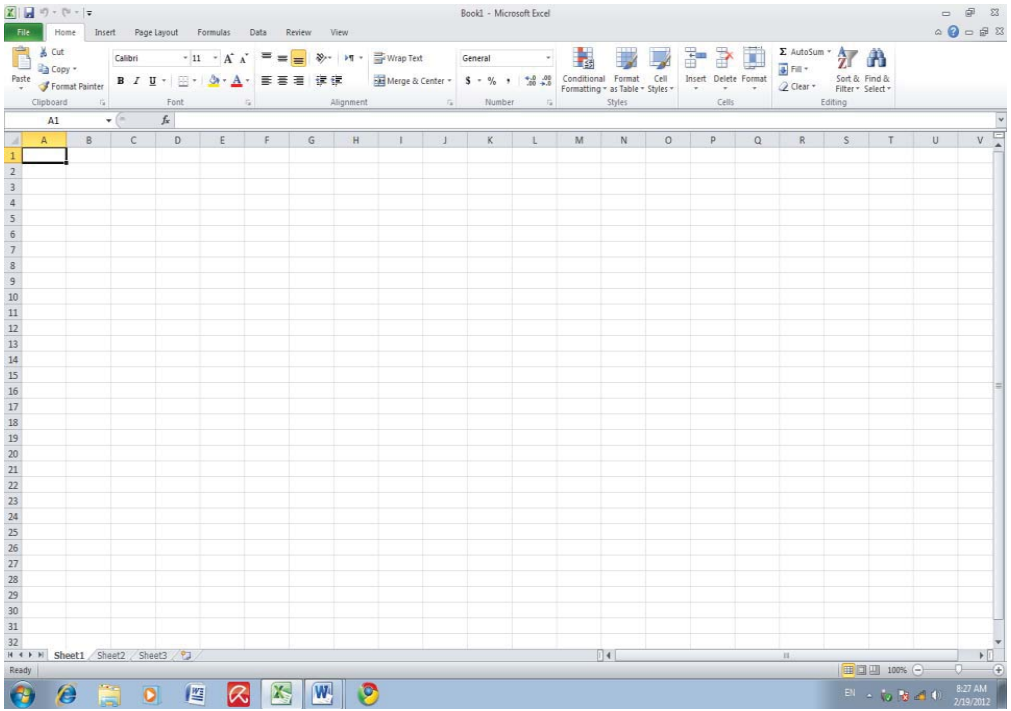 Book1 - Microsoft Excel
File Home Insert Page Layout Formulas Data Review View
Cut Calibri 11 A A Wrap Text General Σ AutoSum
Copy Fill
Paste Format Painter B I U A Merge & Center $ % , .0 .00 .00 .0 Conditional Format Cell Insert Delete Format Clear Sort & Find &
Formatting as Table Styles Filter Select
Clipboard Font Alignment Number Styles Cells Editing
A1 fx
A B C D E F G H I J K L M N O P Q R S T U V
1
2
3
4
5
6
7
8
9
10
11
12
13
14
15
16
17
18
19
20
21
22
23
24
25
26
27
28
29
30
31
32
Sheet1 Sheet2 Sheet3
Ready 100%
EN 8:27 AM
2/19/2012